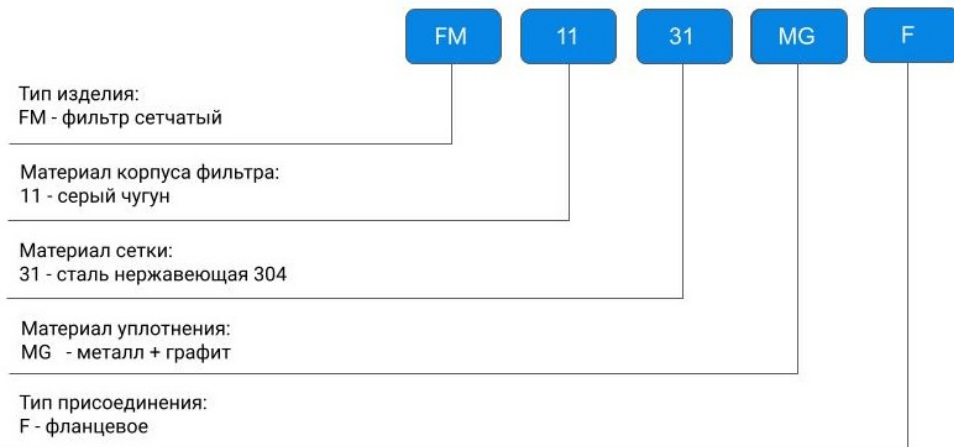 FM 11 31 MG F
Тип изделия:
FM - фильтр сетчатый
Материал корпуса фильтра:
11 - серый чугун
Материал сетки:
31 - сталь нержавеющая 304
Материал уплотнения:
MG - металл + графит
Тип присоединения:
F - фланцевое